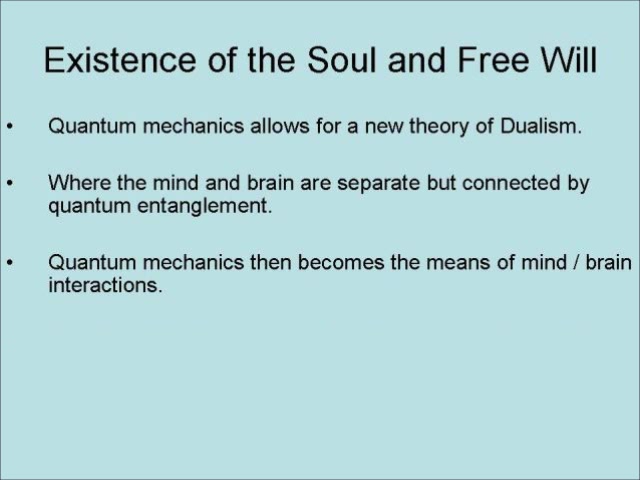 Existence of the Soul and Free Will
• Quantum mechanics allows for a new theory of Dualism.
• Where the mind and brain are separate but connected by
quantum entanglement.
• Quantum mechanics then becomes the means of mind / brain
interactions.